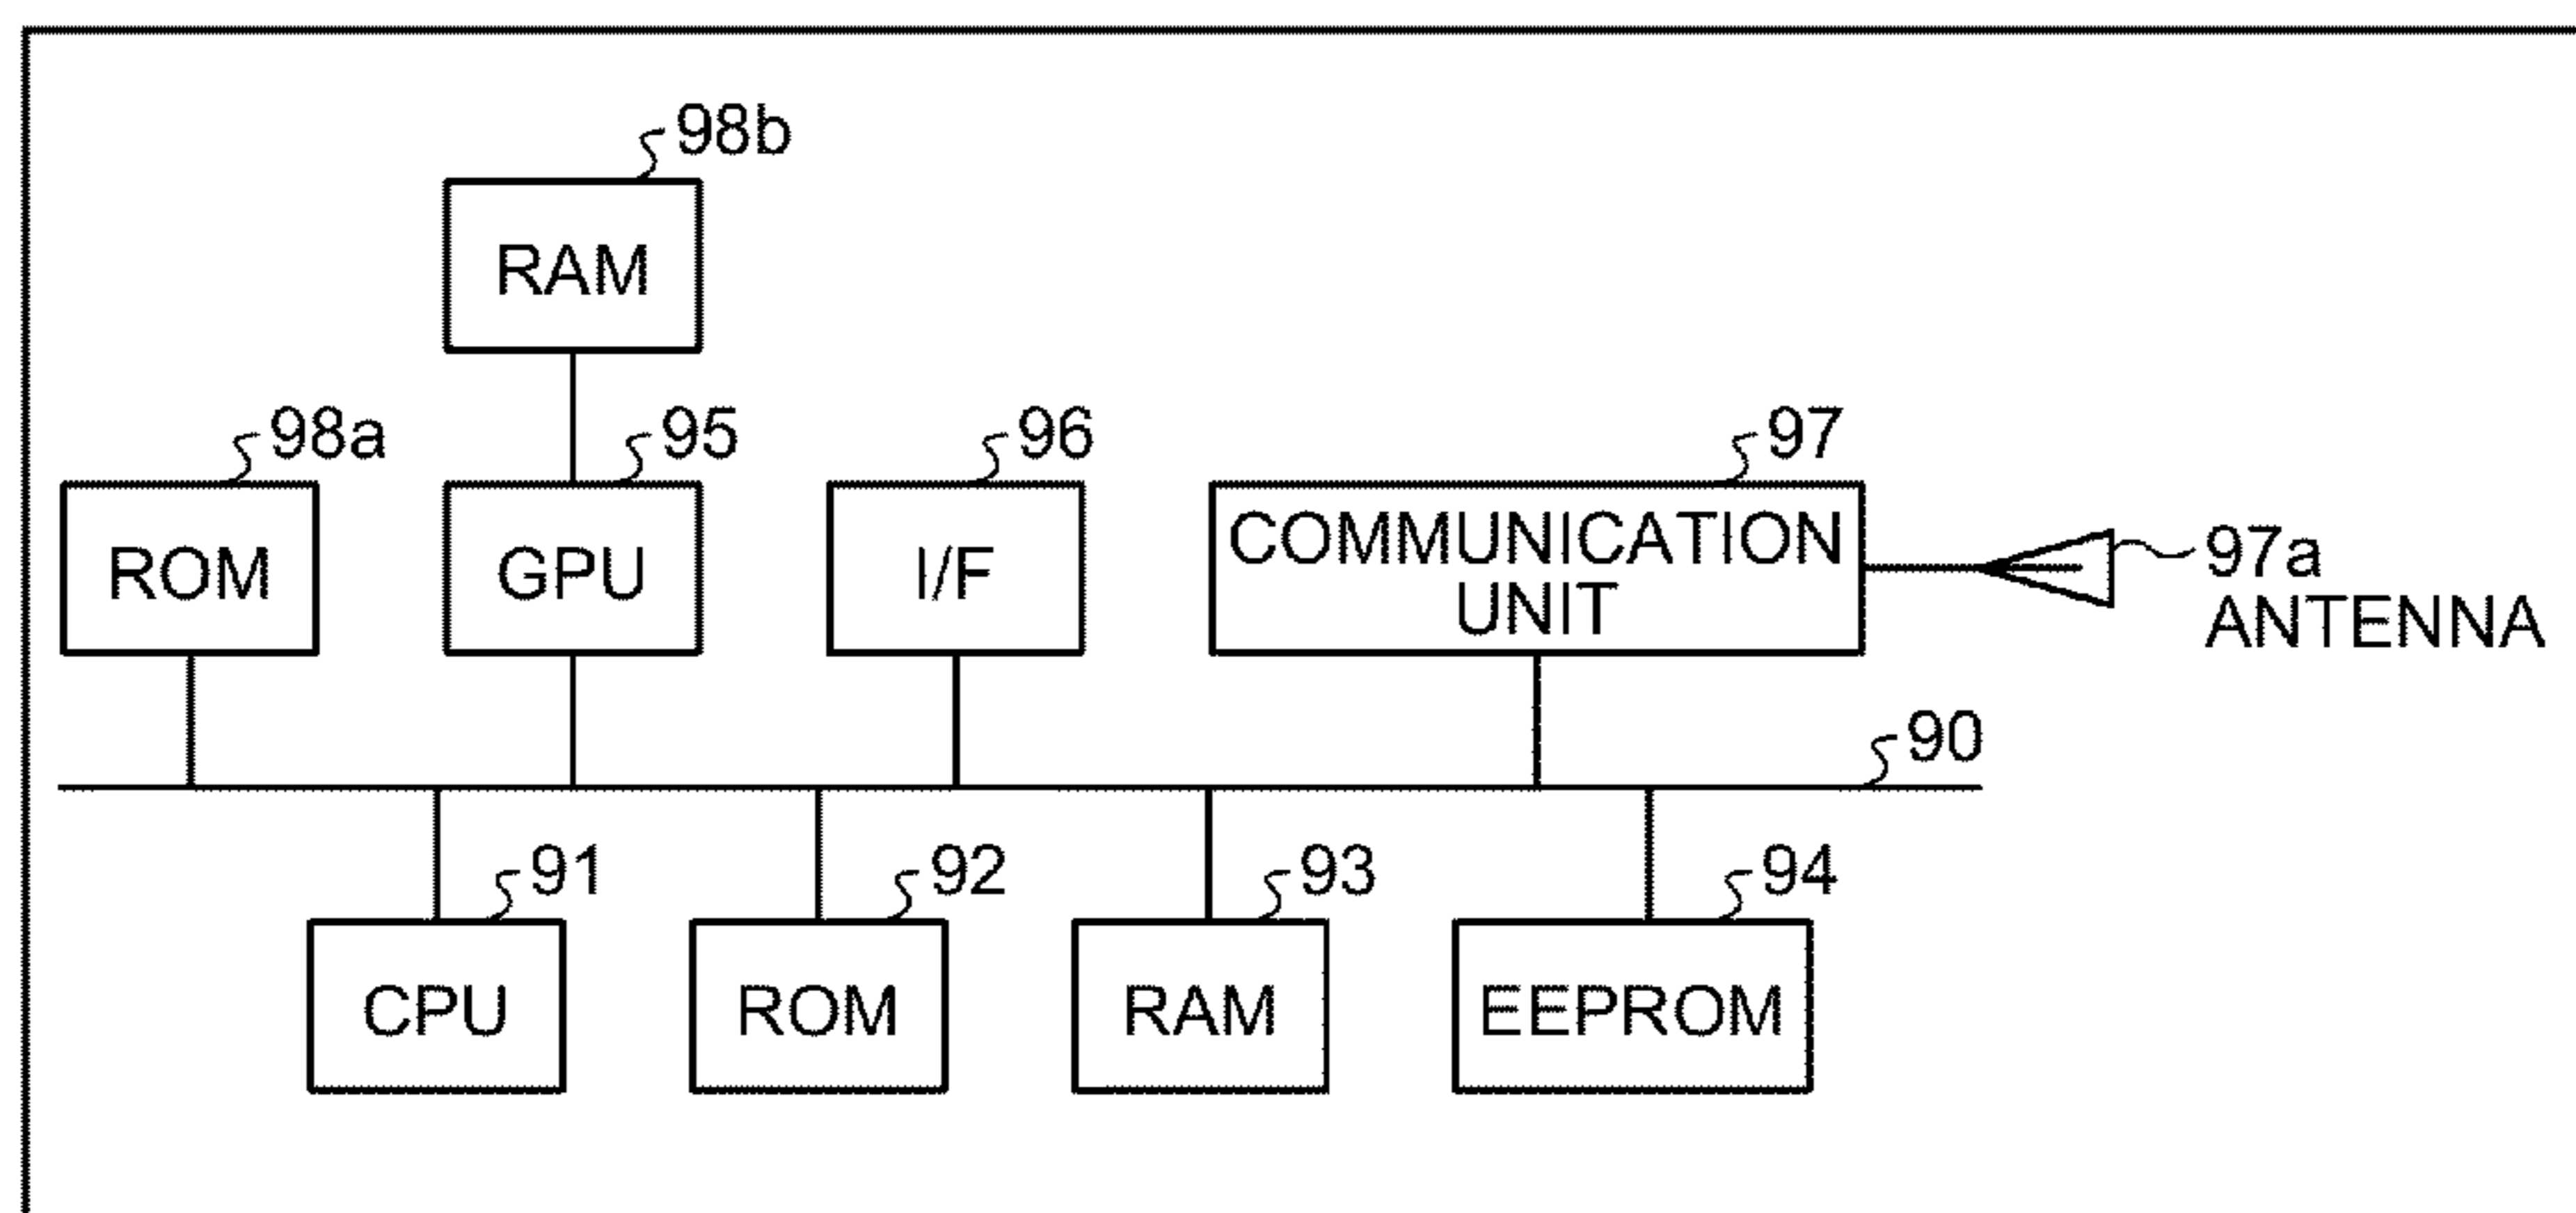 98b
RAM
98a
95
96
97
ROM
GPU
I/F
COMMUNICATION
UNIT
97a
ANTENNA
90
91
92
93
94
CPU
ROM
RAM
EEPROM